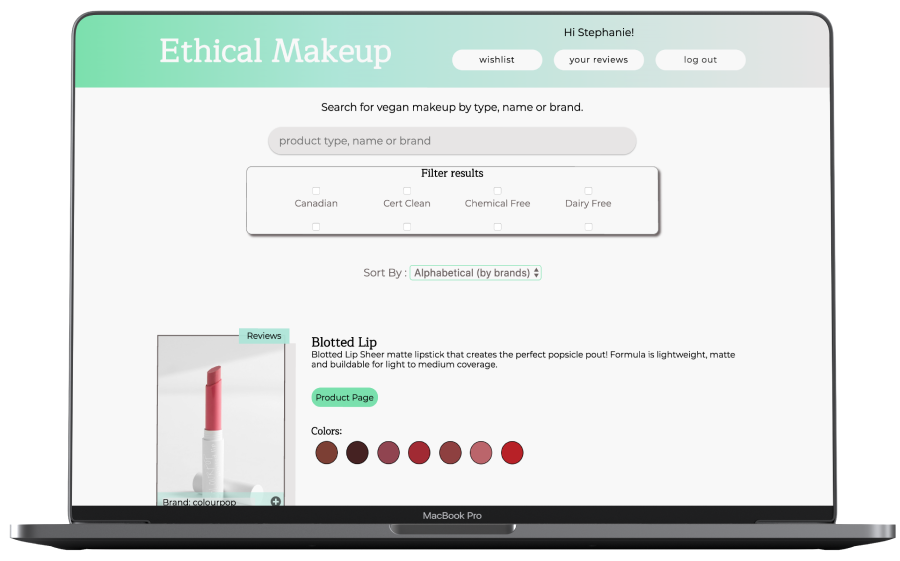 Hi Stephanie!
Ethical Makeup
wishlist
your reviews
log out
Search for vegan makeup by type, name or brand.
product type, name or brand
Filter results
Canadian
Cert Clean
Chemical Free
Dairy Free
Sort By : Alphabetical (by brands)
Reviews
Blotted Lip
Blotted Lip Sheer matte lipstick that creates the perfect popsicle pout! Formula is lightweight, matte
and buildable for light to medium coverage.
Product Page
Colors:
Brand: colourpop
MacBook Pro